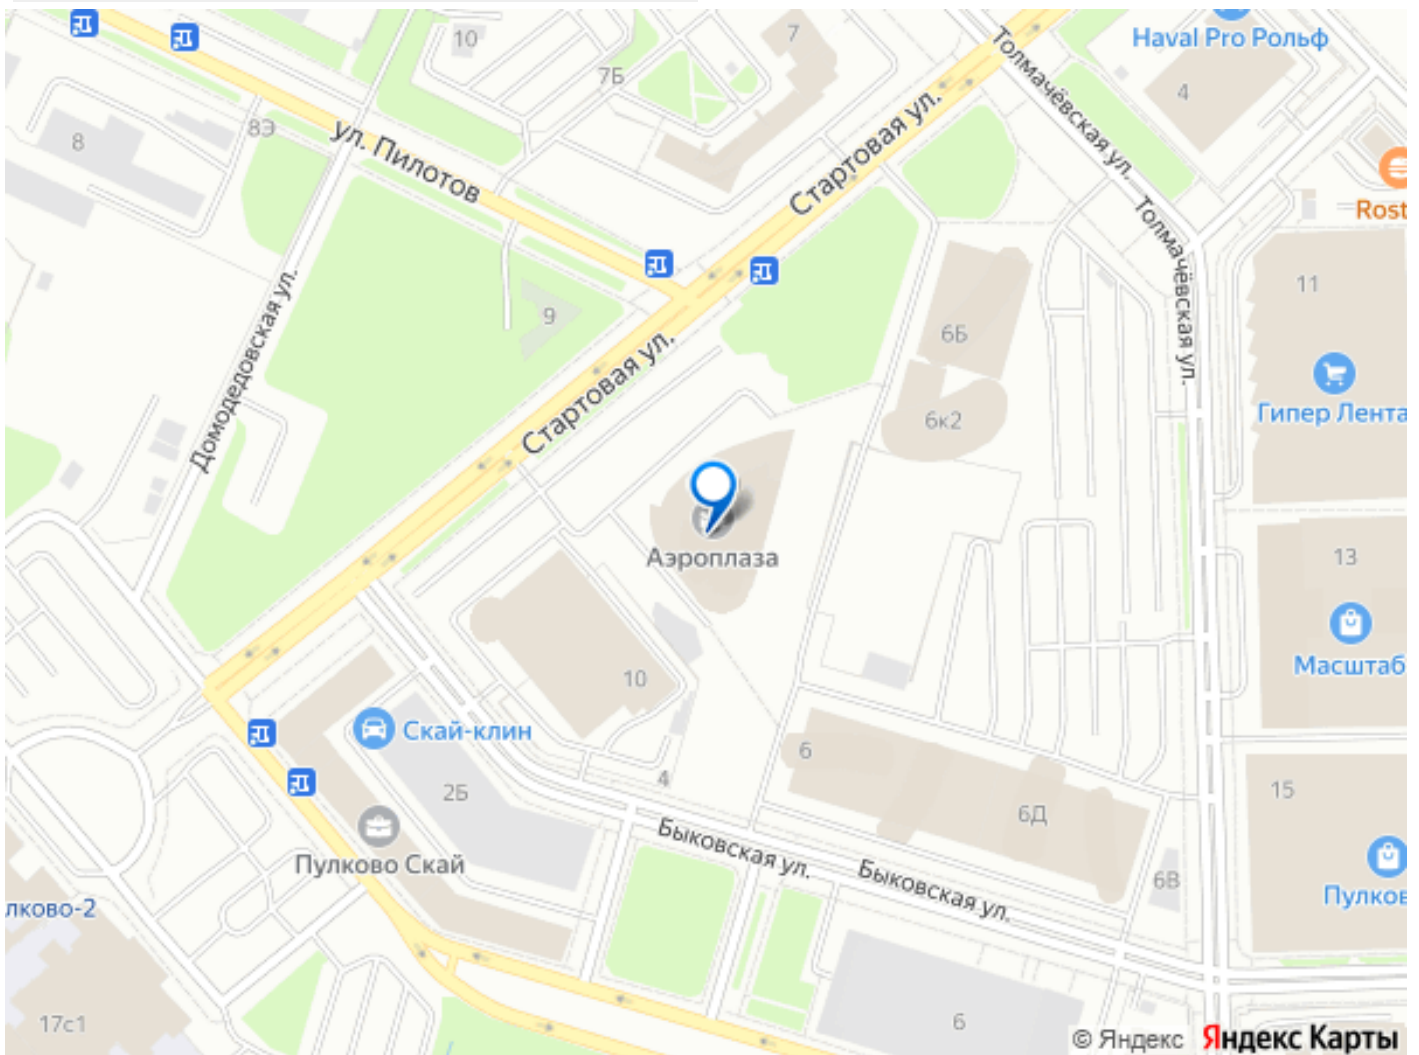 Haval Pro Рольф
10
7
7Б
4
8
8Э
ул. Пилотов
Стартовая ул.
Толмачёвская ул.
Толмачёвская ул.
Rost
Домодедовская ул.
9
Стартовая ул.
6Б
6к2
11
Гипер Лента
Аэроплаза
13
Масштаб
10
Скай-клин
2Б
4
6
6Д
15
Пулково Скай
Быковская ул.
Быковская ул.
6В
Пулков
лково-2
17с1
6
© Яндекс Яндекс Карты